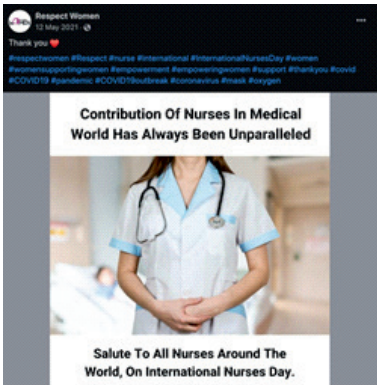 Respect Women
12 May 2021 ·
Thank you ❤️
#respectwomen #Respect #nurse #international #InternationalNursesDay #women
#womensupportingwomen #empowerment #empoweringwomen #support #thankyou #covid
#COVID19 #pandemic #COVID19outbreak #coronavirus #mask #oxygen
Contribution Of Nurses In Medical
World Has Always Been Unparalleled
Salute To All Nurses Around The
World, On International Nurses Day.